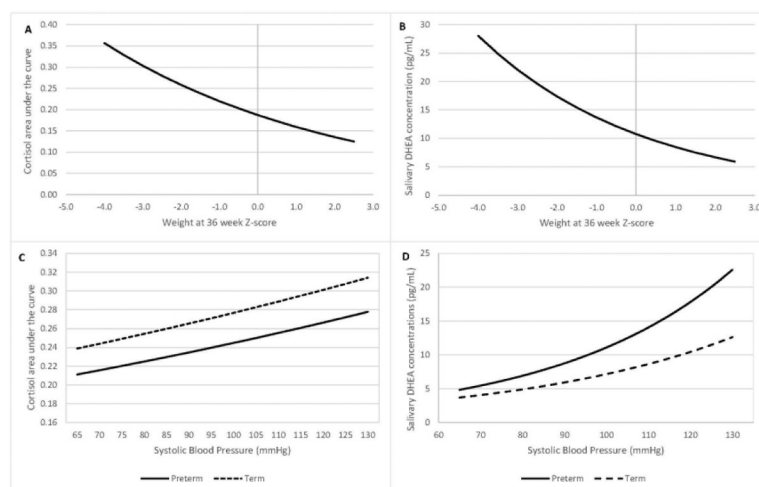 A
Cortisol area under the curve
0.40
0.35
0.30
0.25
0.20
0.15
0.10
0.05
0.00
-5.0 -4.0 -3.0 -2.0 -1.0 0.0 1.0 2.0 3.0
Weight at 36 week Z-score
B
Salivary DHEA concentration (pg/mL)
30
25
20
15
10
5
0
-5.0 -4.0 -3.0 -2.0 -1.0 0.0 1.0 2.0 3.0
Weight at 36 week Z-score
C
Cortisol area under the curve
0.34
0.32
0.30
0.28
0.26
0.24
0.22
0.20
0.18
0.16
65 70 75 80 85 90 95 100 105 110 115 120 125 130
Systolic Blood Pressure (mmHg)
Preterm Term
D
Salivary DHEA concentrations (pg/mL)
25
20
15
10
5
0
60 70 80 90 100 110 120 130
Systolic Blood Pressure (mmHg)
Preterm Term